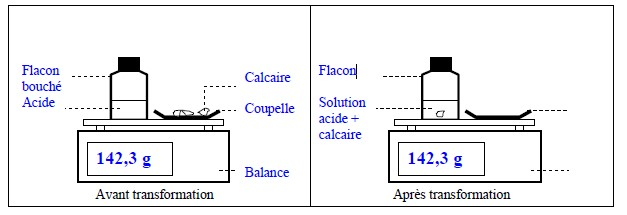 Flacon
bouché
Acide
Calcaire
Coupelle
142,3 g
Balance
Avant transformation
Flacon
Solution
acide +
calcaire
142,3 g
Après transformation